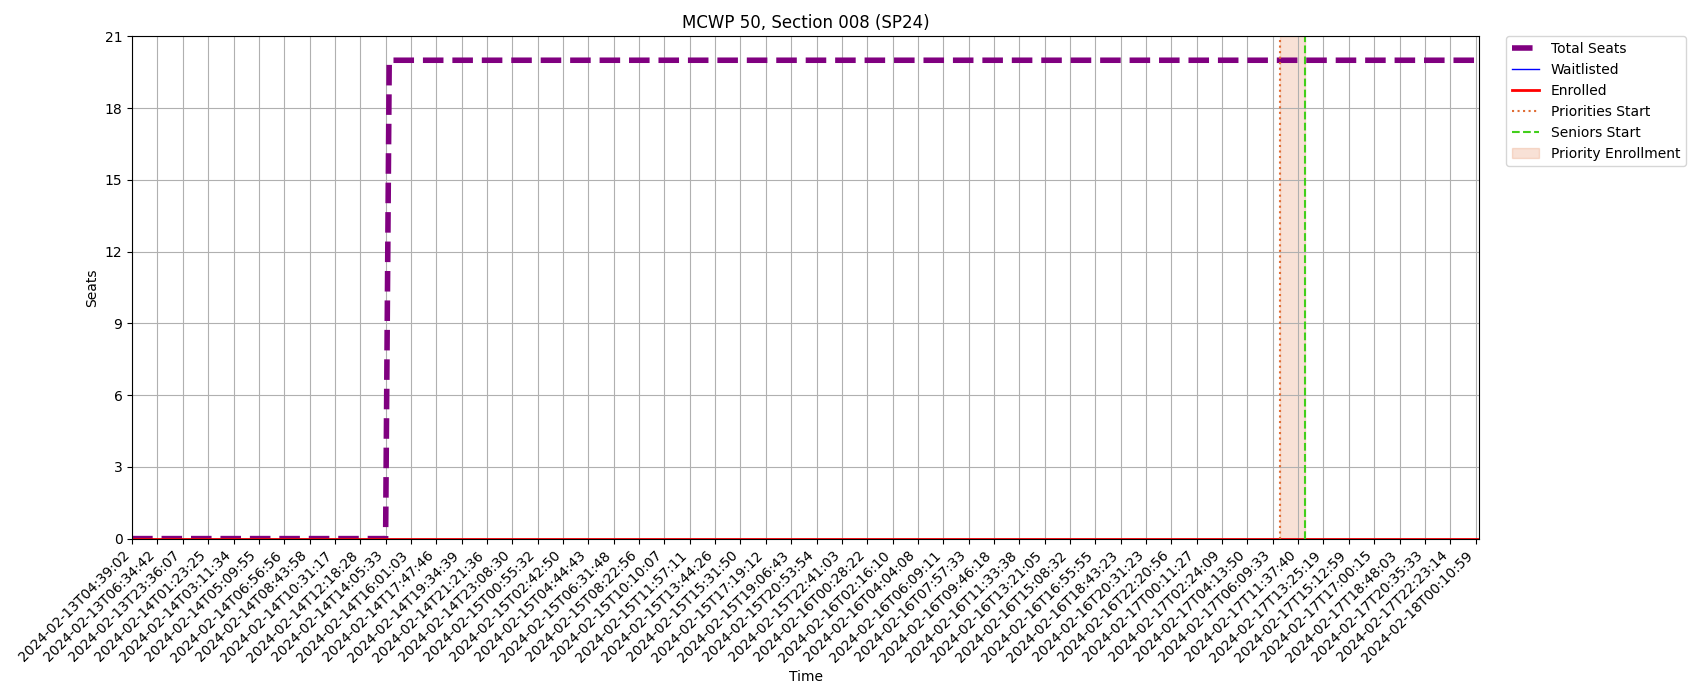 MCWP 50, Section 008 (SP24)
21
18
15
12
9
6
3
0
Seats
2024-02-13T04:39:02
2024-02-13T06:34:42
2024-02-13T23:36:07
2024-02-14T01:23:25
2024-02-14T03:11:34
2024-02-14T05:09:55
2024-02-14T06:56:56
2024-02-14T08:43:58
2024-02-14T10:31:17
2024-02-14T12:18:28
2024-02-14T14:05:33
2024-02-14T16:01:03
2024-02-14T17:47:46
2024-02-14T19:34:39
2024-02-14T21:21:36
2024-02-14T23:08:30
2024-02-15T00:55:32
2024-02-15T02:42:50
2024-02-15T04:44:43
2024-02-15T06:31:48
2024-02-15T08:22:56
2024-02-15T10:10:07
2024-02-15T11:57:11
2024-02-15T13:44:26
2024-02-15T15:31:50
2024-02-15T17:19:12
2024-02-15T19:06:43
2024-02-15T20:53:54
2024-02-15T22:41:03
2024-02-16T00:28:22
2024-02-16T02:16:10
2024-02-16T04:04:08
2024-02-16T06:09:11
2024-02-16T07:57:33
2024-02-16T09:46:18
2024-02-16T11:33:38
2024-02-16T13:21:05
2024-02-16T15:08:32
2024-02-16T16:55:55
2024-02-16T18:43:23
2024-02-16T20:31:23
2024-02-16T22:20:56
2024-02-17T00:11:27
2024-02-17T02:24:09
2024-02-17T04:13:50
2024-02-17T06:09:33
2024-02-17T11:37:40
2024-02-17T13:25:19
2024-02-17T15:12:59
2024-02-17T17:00:15
2024-02-17T18:48:03
2024-02-17T20:35:33
2024-02-17T22:23:14
2024-02-18T00:10:59
Time
Total Seats
Waitlisted
Enrolled
Priorities Start
Seniors Start
Priority Enrollment